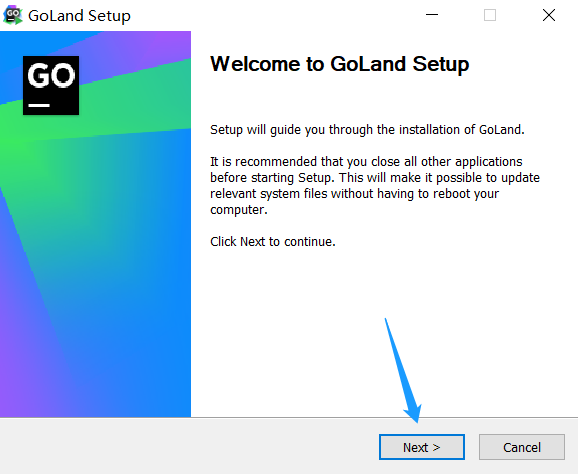 GoLand Setup
GO
Welcome to GoLand Setup
Setup will guide you through the installation of GoLand.
It is recommended that you close all other applications
before starting Setup. This will make it possible to update
relevant system files without having to reboot your
computer.
Click Next to continue.
Next >
Cancel